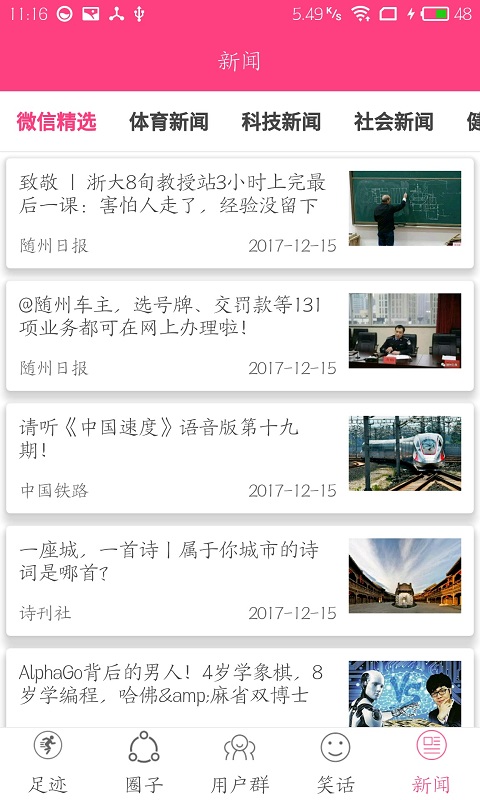 11:16 5.49 K/s 48
新闻
微信精选 体育新闻 科技新闻 社会新闻 健
致敬 | 浙大8旬教授站3小时上完最
后一课：害怕人走了，经验没留下
随州日报 2017-12-15
@随州车主，选号牌、交罚款等131
项业务都可在网上办理啦！
随州日报 2017-12-15
请听《中国速度》语音版第十九
期！
中国铁路 2017-12-15
一座城，一首诗丨属于你城市的诗
词是哪首？
诗刊社 2017-12-15
AlphaGo背后的男人！4岁学象棋，8
岁学编程，哈佛&amp;麻省双博士
VS
足迹 圈子 用户群 笑话 新闻